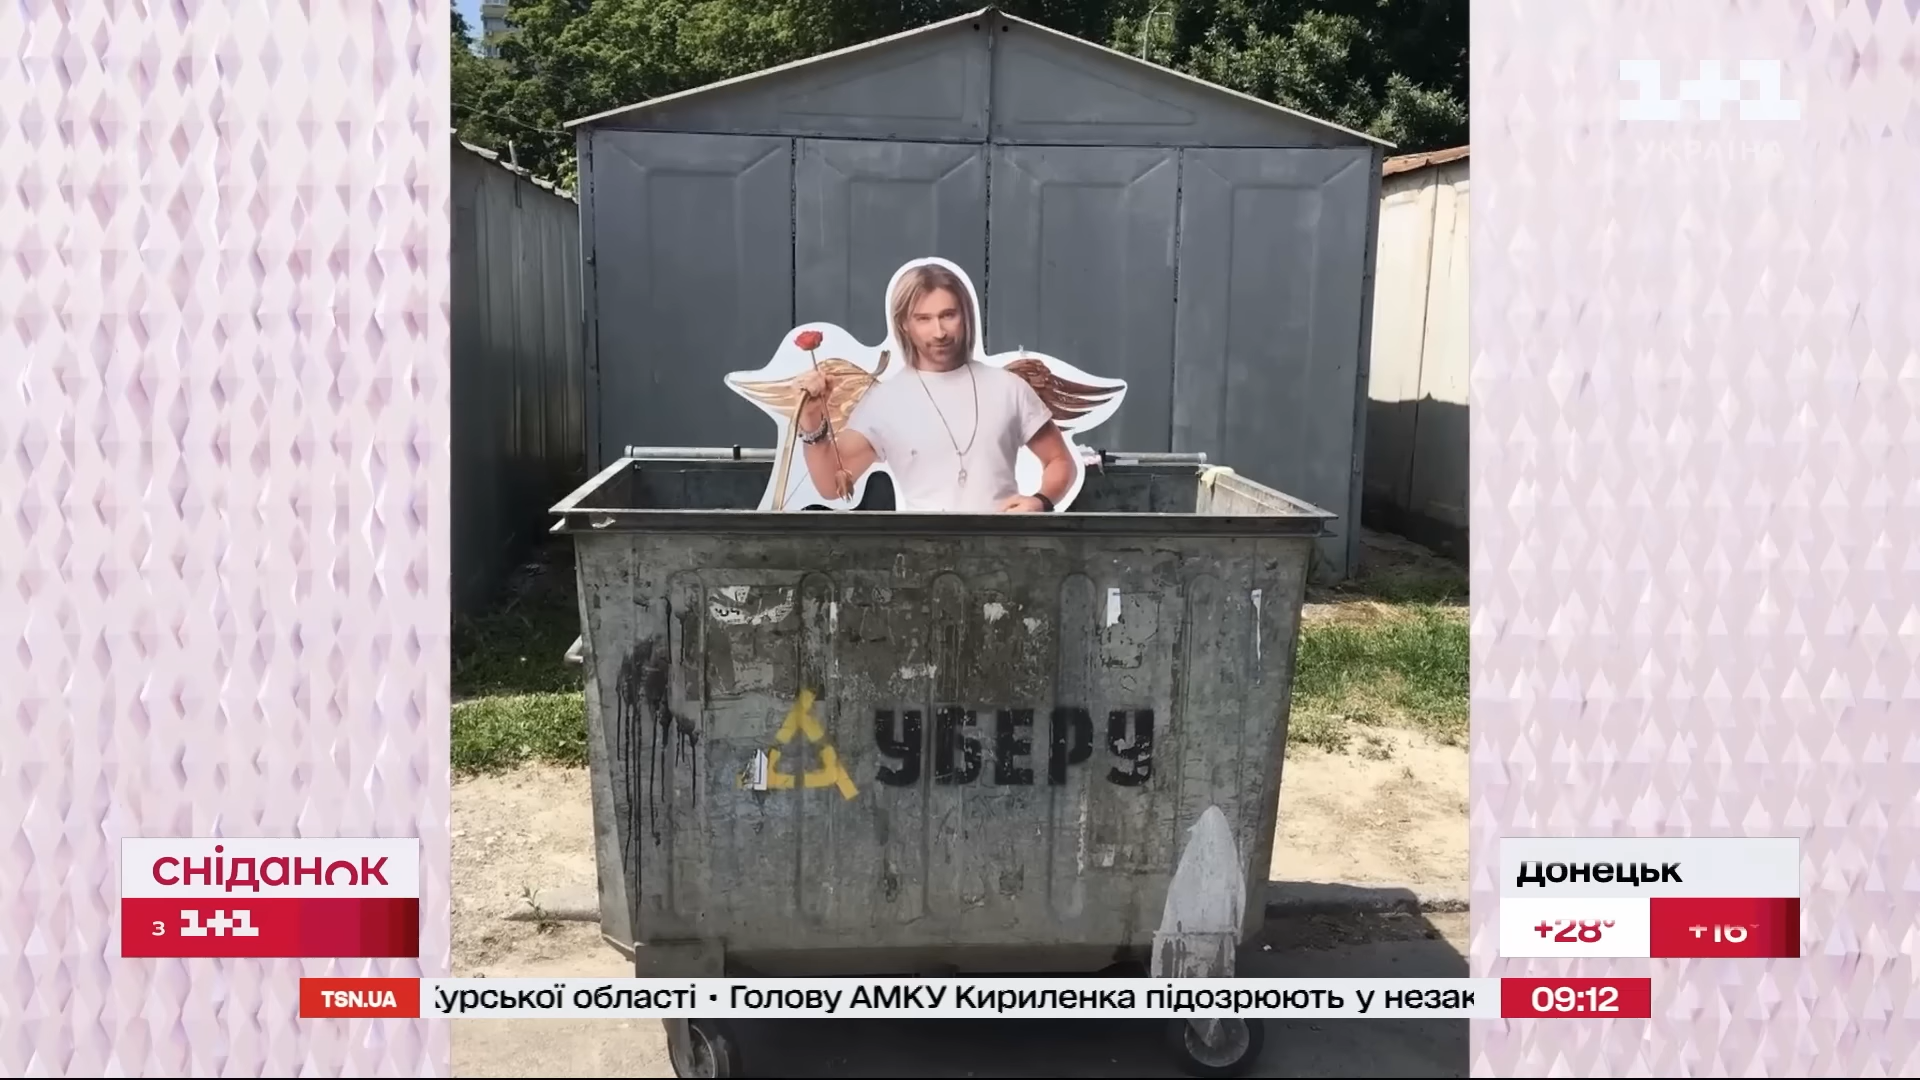 1+1
УКРАЇНА
УБЕРУ
сніданок
з 1+1
Донецьк
+28° +16°
TSN.UA
Курської області • Голову АМКУ Кириленка підозрюють у незак
09:12